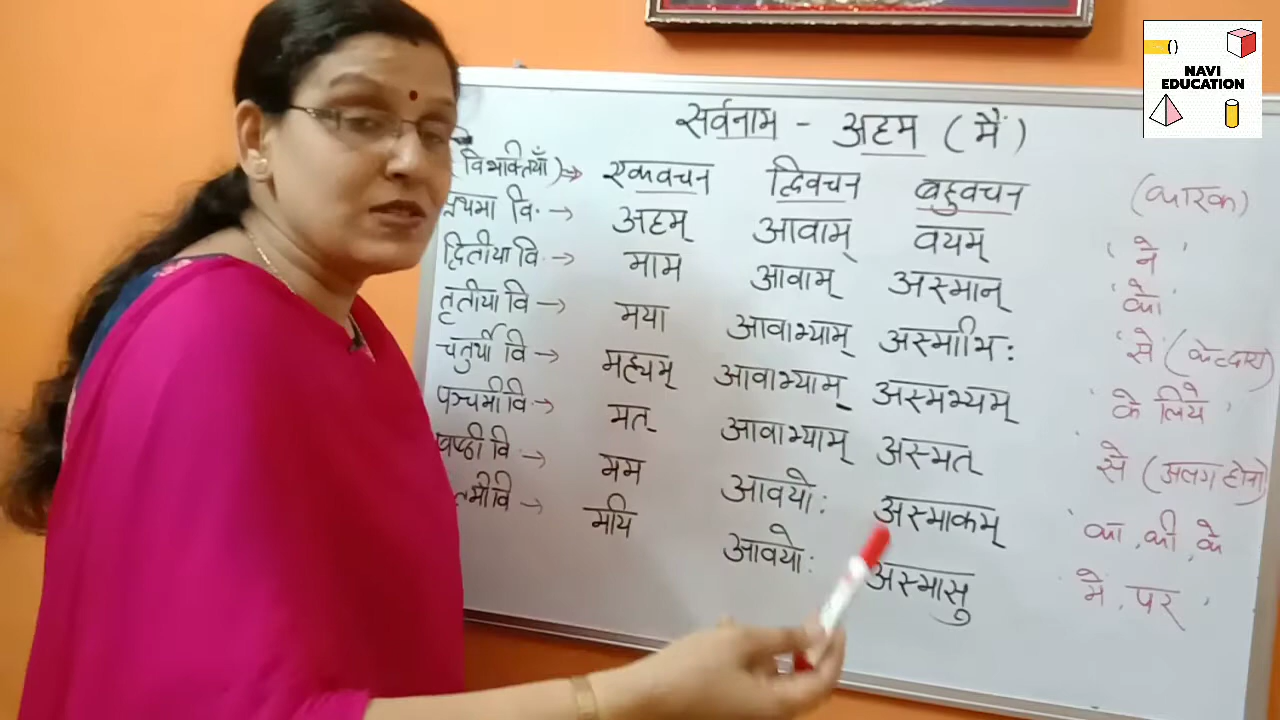 () NAVI
EDUCATION
सर्वनाम - अहम (मैं)
(विभक्तियाँ)→ एकवचन द्विवचन बहुवचन (कारक)
प्रथमा वि. → अहम् आवाम् वयम् 'ने'
द्वितीया वि. → माम आवाम् अस्मान् 'को'
तृतीया वि → मया आवाभ्याम् अस्माभिः 'से' (के द्वारा)
चतुर्थी वि → मह्यम् आवाभ्याम् अस्मभ्यम् 'के लिये'
पञ्चमी वि → मत् आवाभ्याम् अस्मत् 'से (अलग होना)
षष्ठी वि → मम आवयोः अस्माकम् 'का, की, के
तमी वि → मयि आवयोः अस्मासु 'मे, पर'